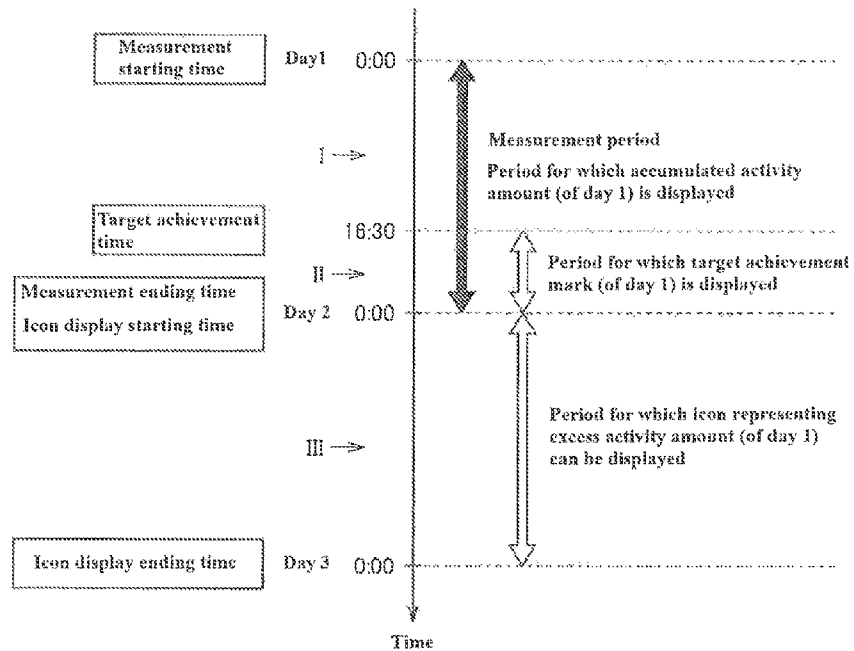 Measurement
starting time
Day1
0:00
Measurement period
I
Period for which accumulated activity
amount (of day 1) is displayed
Target achievement
time
16:30
II
Period for which target achievement
mark (of day 1) is displayed
Measurement ending time
Icon display starting time
Day 2
0:00
Period for which icon representing
excess activity amount (of day 1)
can be displayed
III
Icon display ending time
Day 3
0:00
Time